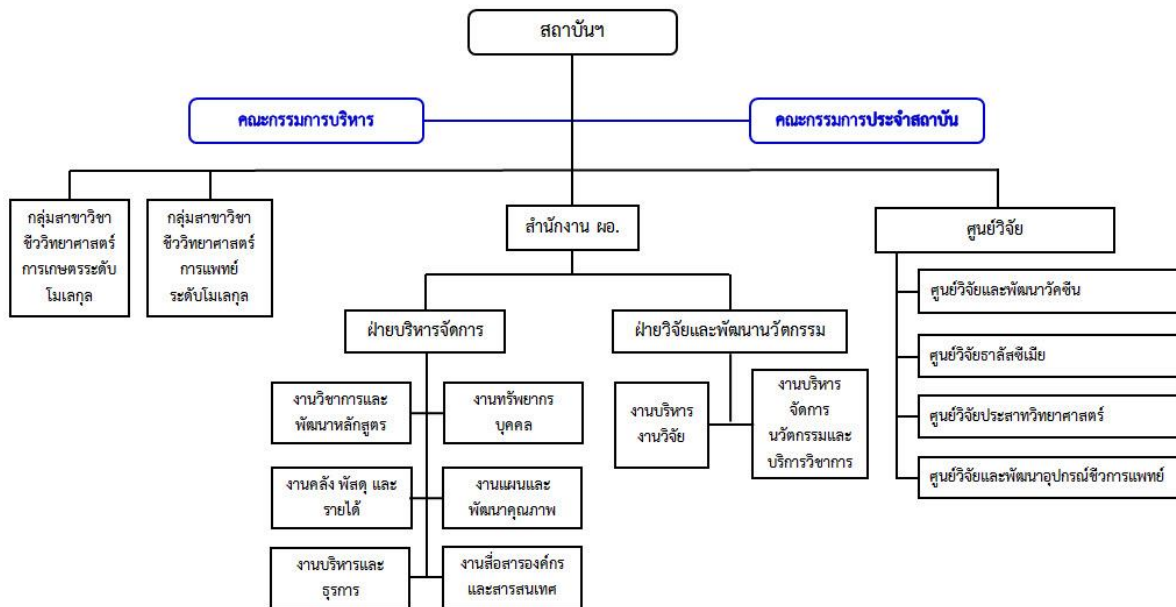 สถาบันฯ
คณะกรรมการบริหาร
คณะกรรมการประจำสถาบัน
กลุ่มสาขาวิชา
ชีววิทยาศาสตร์
การเกษตรระดับ
โมเลกุล
กลุ่มสาขาวิชา
ชีววิทยาศาสตร์
การแพทย์
ระดับโมเลกุล
สำนักงาน ผอ.
ศูนย์วิจัย
ฝ่ายบริหารจัดการ
ฝ่ายวิจัยและพัฒนานวัตกรรม
ศูนย์วิจัยและพัฒนาวัคซีน
ศูนย์วิจัยธาลัสซีเมีย
ศูนย์วิจัยประสาทวิทยาศาสตร์
ศูนย์วิจัยและพัฒนาอุปกรณ์ชีวการแพทย์
งานวิชาการและ
พัฒนาหลักสูตร
งานทรัพยากร
บุคคล
งานคลัง พัสดุ และ
รายได้
งานแผนและ
พัฒนาคุณภาพ
งานบริหารและ
ธุรการ
งานสื่อสารองค์กร
และสารสนเทศ
งานบริหาร
งานวิจัย
งานบริหาร
จัดการ
นวัตกรรมและ
บริการวิชาการ